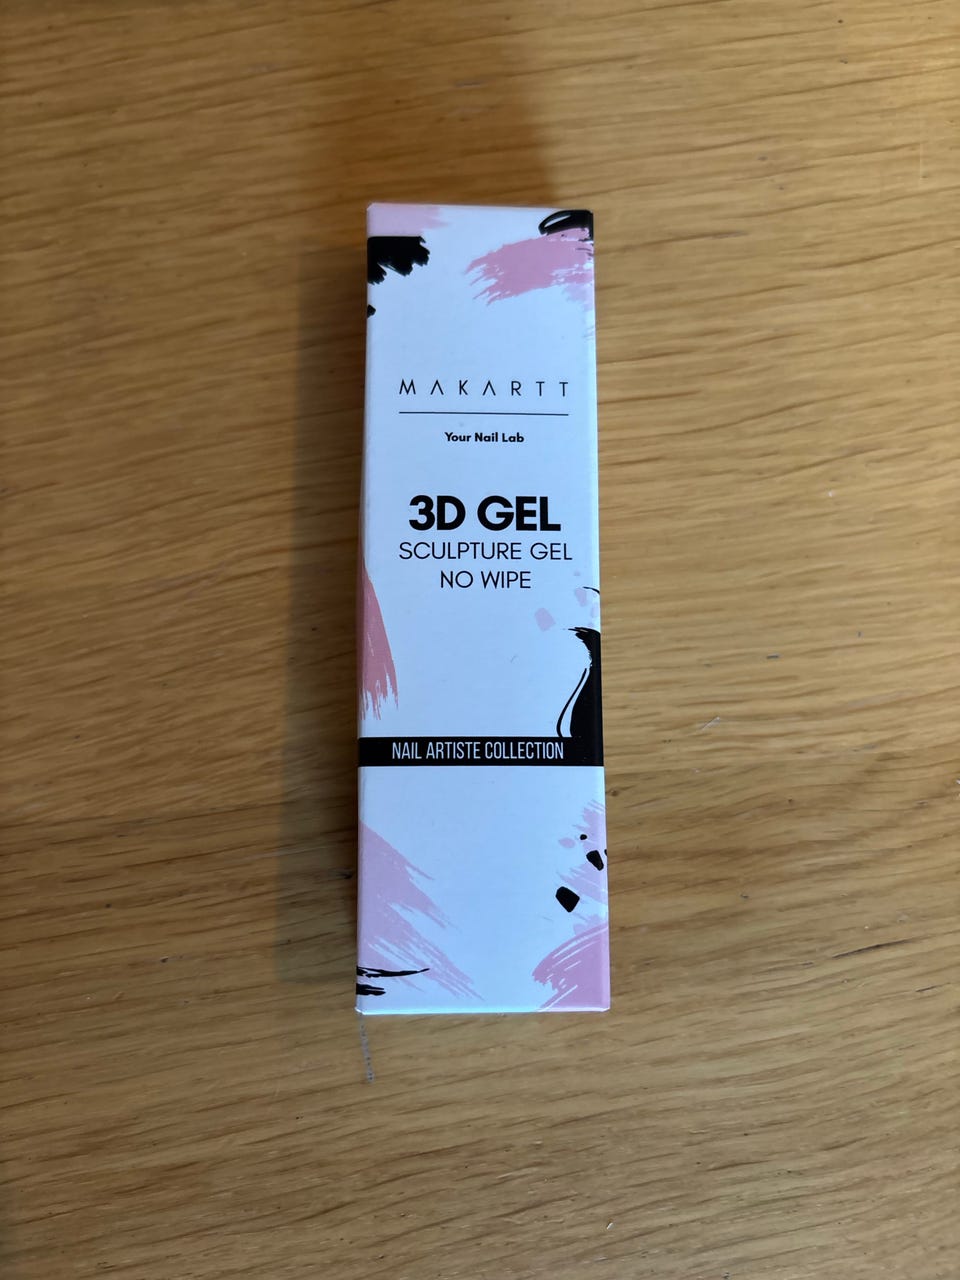 MAKARTT
Your Nail Lab
3D GEL
SCULPTURE GEL
NO WIPE
NAIL ARTISTE COLLECTION